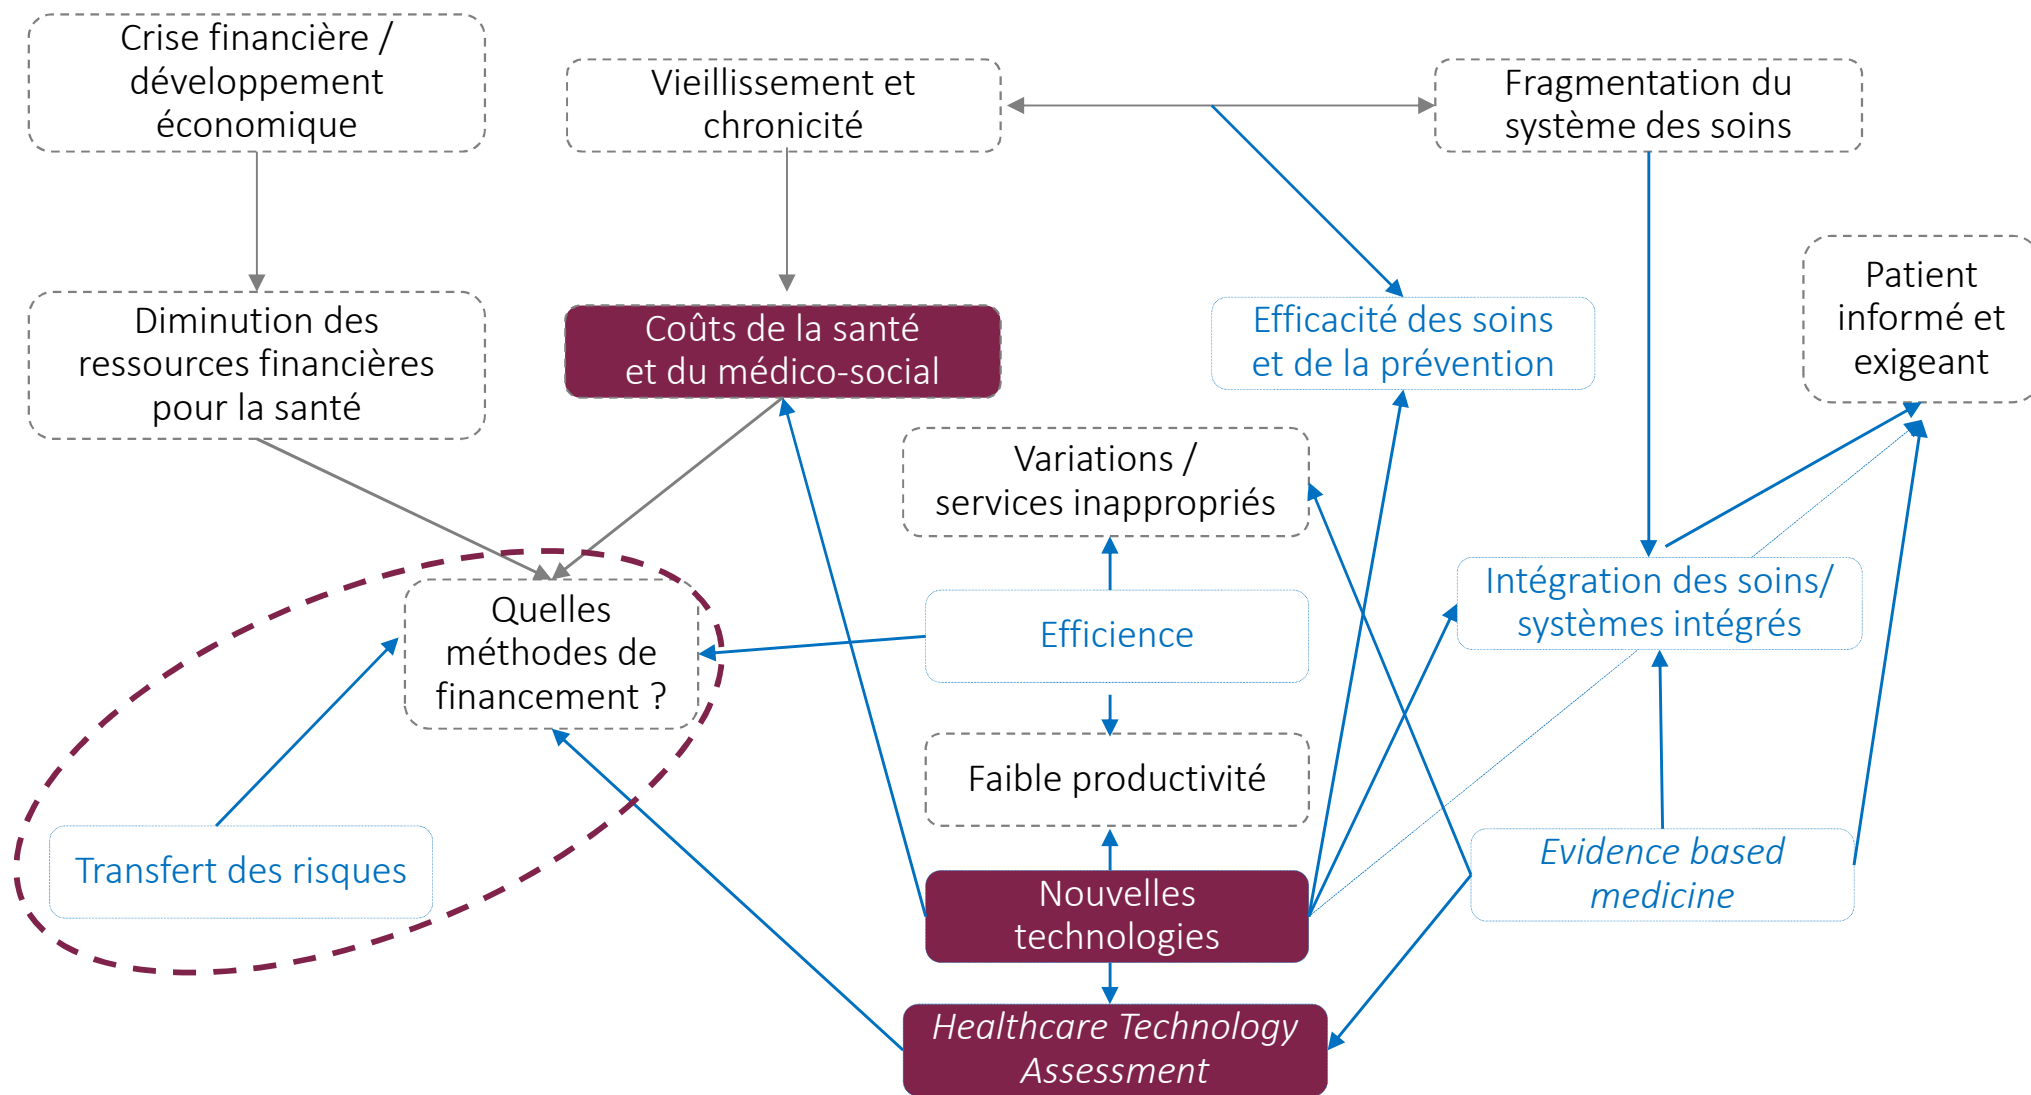 Crise financière /
développement
économique
Vieillissement et
chronicité
Fragmentation du
système des soins
Patient
informé et
exigeant
Diminution des
ressources financières
pour la santé
Coûts de la santé
et du médico-social
Efficacité des soins
et de la prévention
Variations /
services inappropriés
Quelles
méthodes de
financement ?
Efficience
Intégration des soins/
systèmes intégrés
Faible productivité
Transfert des risques
Nouvelles
technologies
Evidence based
medicine
Healthcare Technology
Assessment